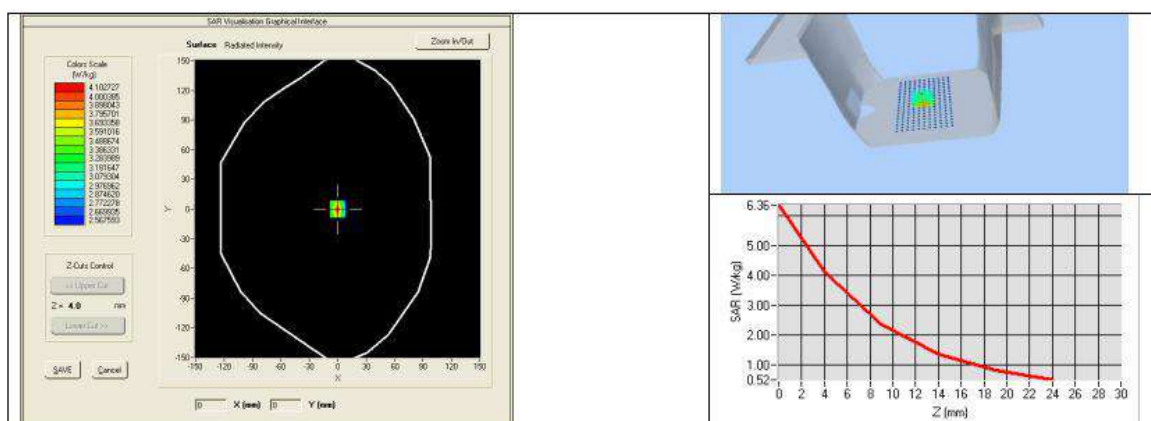 SAR Visualisation Graphical Interface
Surface Radiated Intensity
Zoom In/Out
Colors Scale
(W/kg)
4.102727
4.000385
3.898043
3.795701
3.693358
3.591016
3.488674
3.386331
3.283989
3.181647
3.079304
2.976962
2.874620
2.772278
2.669935
2.567593
150
120
90
60
30
0
-30
-60
-90
-120
-150
Y
-150 -120 -90 -60 -30 0 30 60 90 120 150
X
Z-Cuts Control
<< Upper Cut
Z = 4.0 mm
Lower Cut >>
SAVE Cancel
0 X (mm) 0 Y (mm)
6.36
5.00
4.00
3.00
2.00
1.00
0.52
SAR (W/kg)
0 2 4 6 8 10 12 14 16 18 20 22 24 26 28 30
Z (mm)